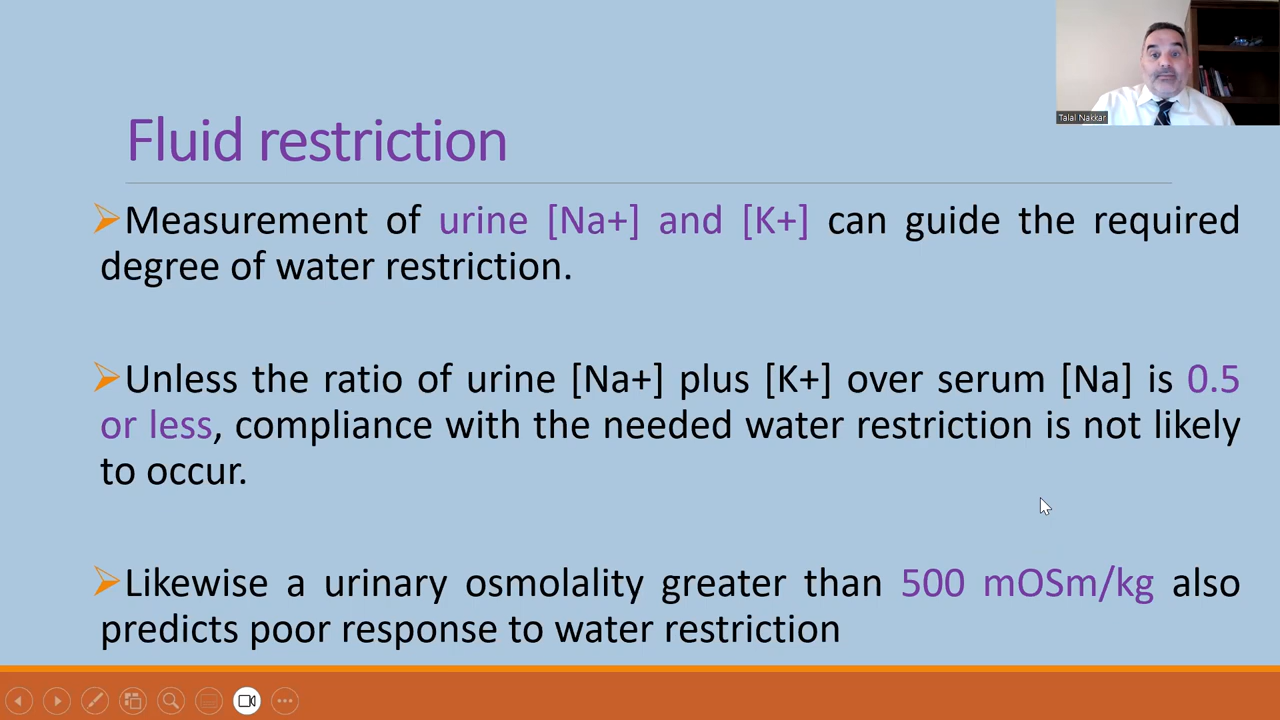 Talal Nakkar
Fluid restriction
Measurement of urine [Na+] and [K+] can guide the required
degree of water restriction.
Unless the ratio of urine [Na+] plus [K+] over serum [Na] is 0.5
or less, compliance with the needed water restriction is not likely
to occur.
Likewise a urinary osmolality greater than 500 mOSm/kg also
predicts poor response to water restriction